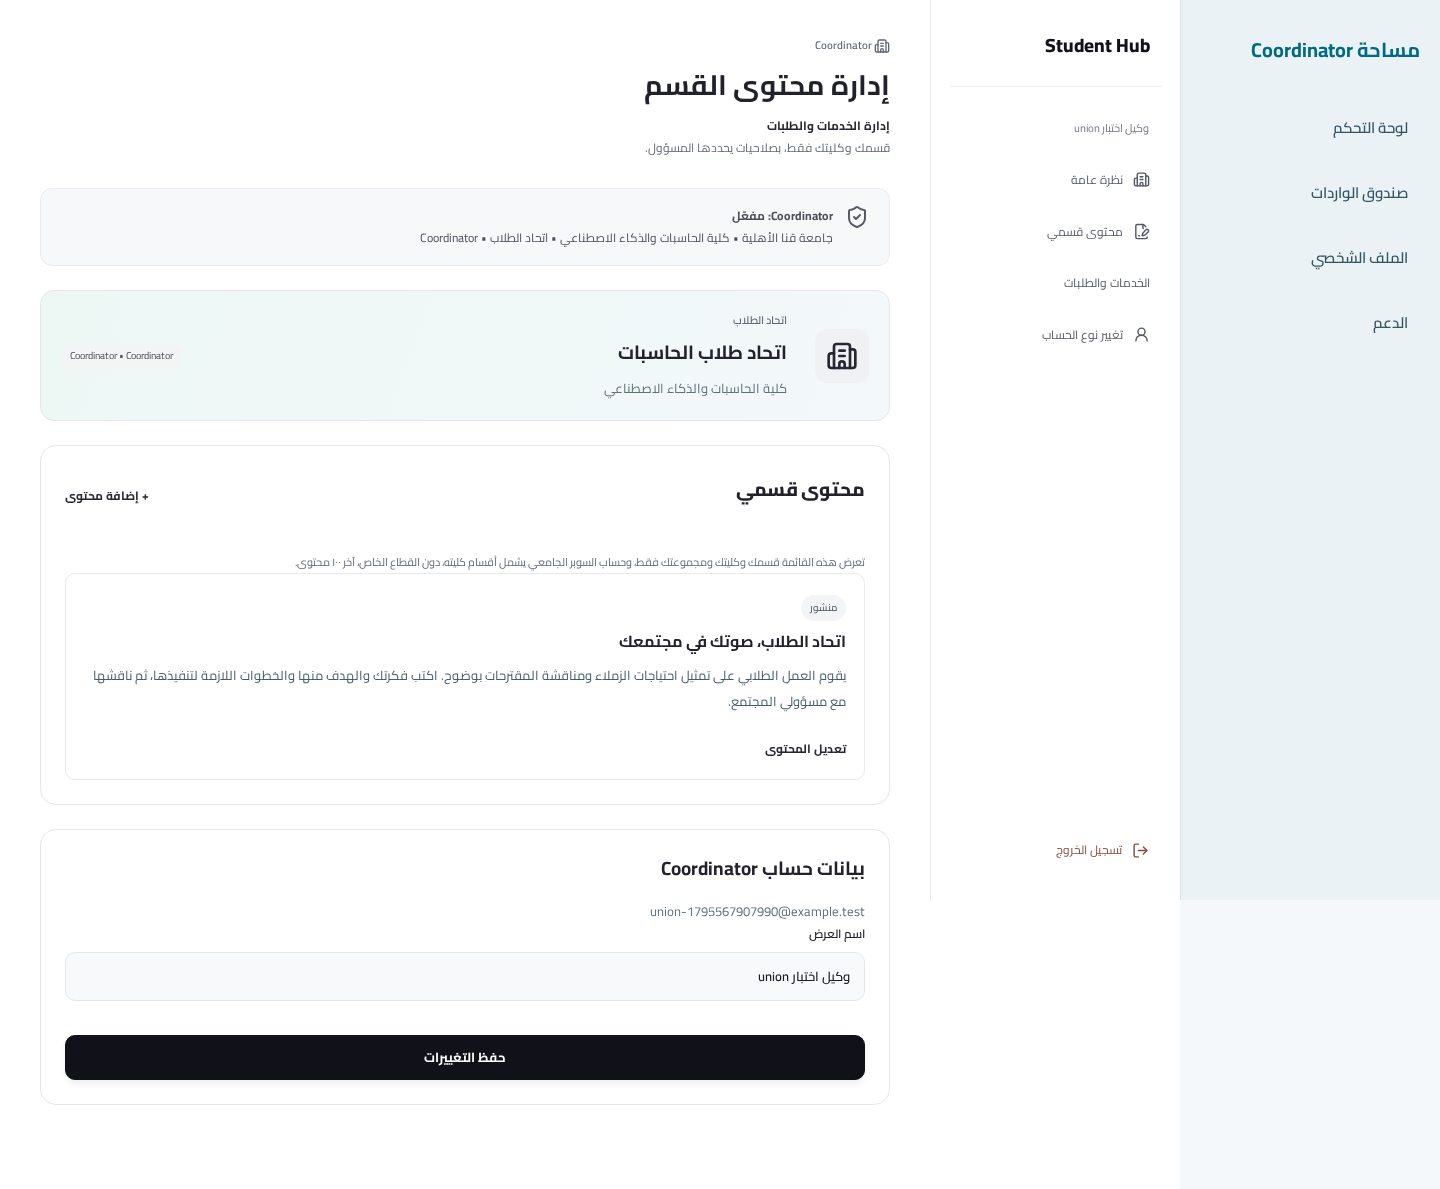 مساحة Coordinator
لوحة التحكم
صندوق الواردات
الملف الشخصي
الدعم
Student Hub
وكيل اختبار union
نظرة عامة
محتوى قسمي
الخدمات والطلبات
تغيير نوع الحساب
تسجيل الخروج
Coordinator
إدارة محتوى القسم
إدارة الخدمات والطلبات
قسمك وكليتك فقط، بصلاحيات يحددها المسؤول.
Coordinator: مفعّل
جامعة قنا الأهلية • كلية الحاسبات والذكاء الاصطناعي • اتحاد الطلاب • Coordinator
اتحاد الطلاب
اتحاد طلاب الحاسبات
كلية الحاسبات والذكاء الاصطناعي
Coordinator • Coordinator
محتوى قسمي
+ إضافة محتوى
تعرض هذه القائمة قسمك وكليتك ومجموعتك فقط، وحساب السوبر الجامعي يشمل أقسام كليته، دون القطاع الخاص، آخر ١٠٠ محتوى.
منشور
اتحاد الطلاب، صوتك في مجتمعك
يقوم العمل الطلابي على تمثيل احتياجات الزملاء ومناقشة المقترحات بوضوح. اكتب فكرتك والهدف منها والخطوات اللازمة لتنفيذها، ثم ناقشها
مع مسؤولي المجتمع.
تعديل المحتوى
بيانات حساب Coordinator
union-1795567907990@example.test
اسم العرض
وكيل اختبار union
حفظ التغييرات